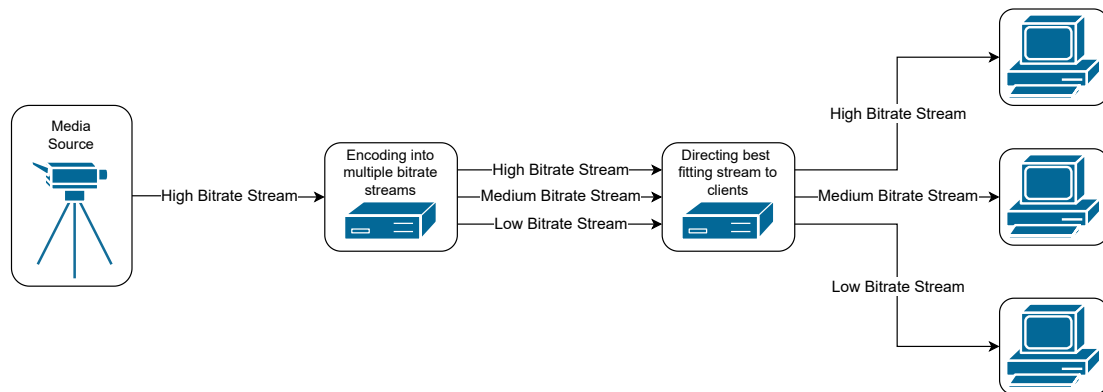 Media
Source
High Bitrate Stream
Encoding into
multiple bitrate
streams
High Bitrate Stream
Medium Bitrate Stream
Low Bitrate Stream
Directing best
fitting stream to
clients
High Bitrate Stream
Medium Bitrate Stream
Low Bitrate Stream